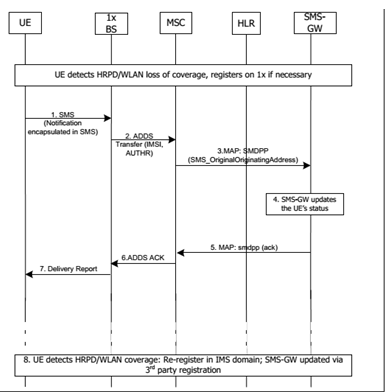 UE
1x
BS
MSC
HLR
SMS-
GW
UE detects HRPD/WLAN loss of coverage, registers on 1x if necessary
1. SMS
(Notification
encapsulated in SMS)
2. ADDS
Transfer (IMSI,
AUTHR)
3.MAP: SMDPP
(SMS_OriginalOriginatingAddress)
4. SMS-GW updates
the UE's status
5. MAP: smdpp (ack)
6.ADDS ACK
7. Delivery Report
8. UE detects HRPD/WLAN coverage: Re-register in IMS domain; SMS-GW updated via
3rd party registration